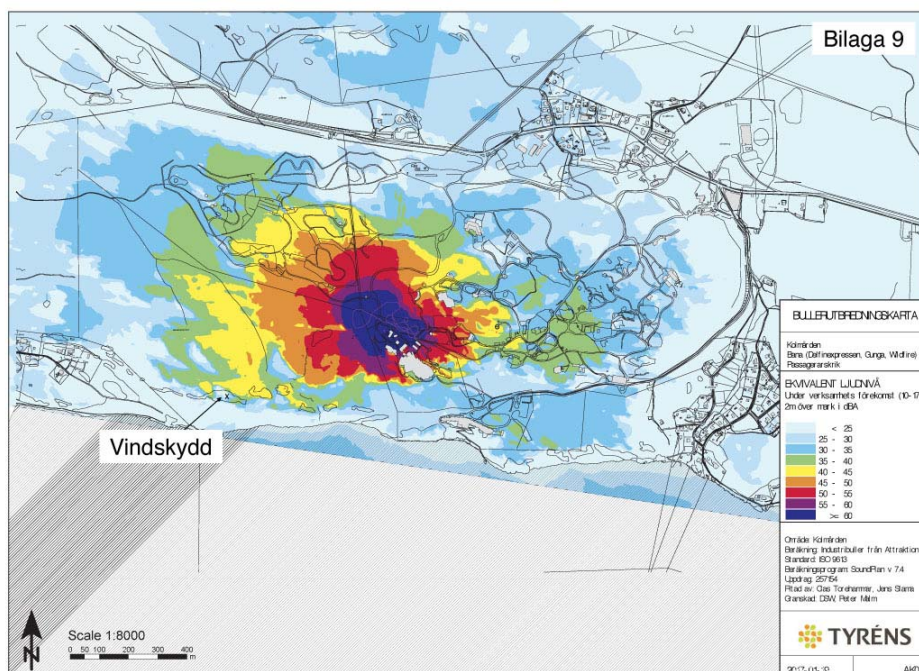 Bilaga 9
Vindskydd
N
Scale 1:8000
0 50 100 200 300 400
m
BULLERUTBREDNINGSKARTA
Kolmården
Bana (Delfinexpressen, Gunga, Wildfire)
Passagerarskrik
EKVIVALENT LJUDNIVÅ
Under verksamhets förekomst (10-17
2m över mark i dBA
< 25
25 - 30
30 - 35
35 - 40
40 - 45
45 - 50
50 - 55
55 - 60
>= 60
Område: Kolmården
Beräkning: Industribuller från Attraktion
Standard: ISO 9613
Beräkningsprogram: SoundPlan v 7.4
Uppdrag: 257154
Ritad av: Clas Torehammar, Jens Slama
Granskad: DSW, Peter Malm
TYRÉNS